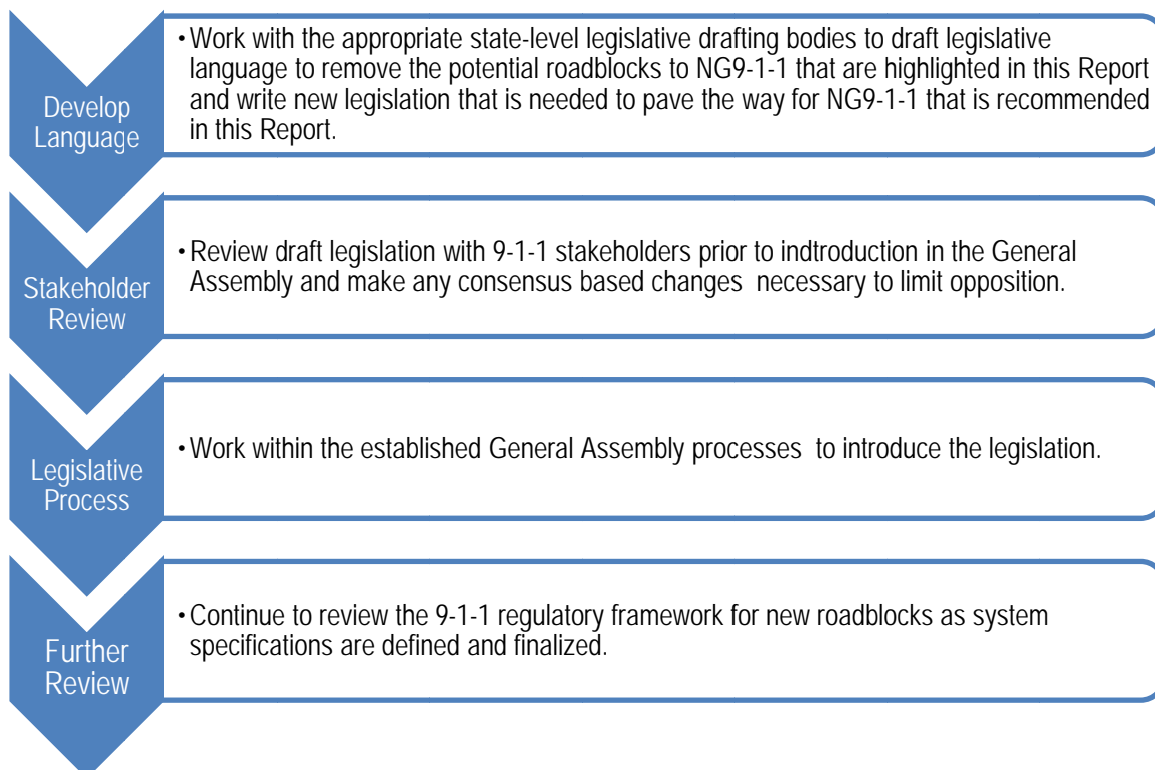 Develop
Language
• Work with the appropriate state-level legislative drafting bodies to draft legislative
language to remove the potential roadblocks to NG9-1-1 that are highlighted in this Report
and write new legislation that is needed to pave the way for NG9-1-1 that is recommended
in this Report.
Stakeholder
Review
• Review draft legislation with 9-1-1 stakeholders prior to indtroduction in the General
Assembly and make any consensus based changes necessary to limit opposition.
Legislative
Process
• Work within the established General Assembly processes to introduce the legislation.
Further
Review
• Continue to review the 9-1-1 regulatory framework for new roadblocks as system
specifications are defined and finalized.